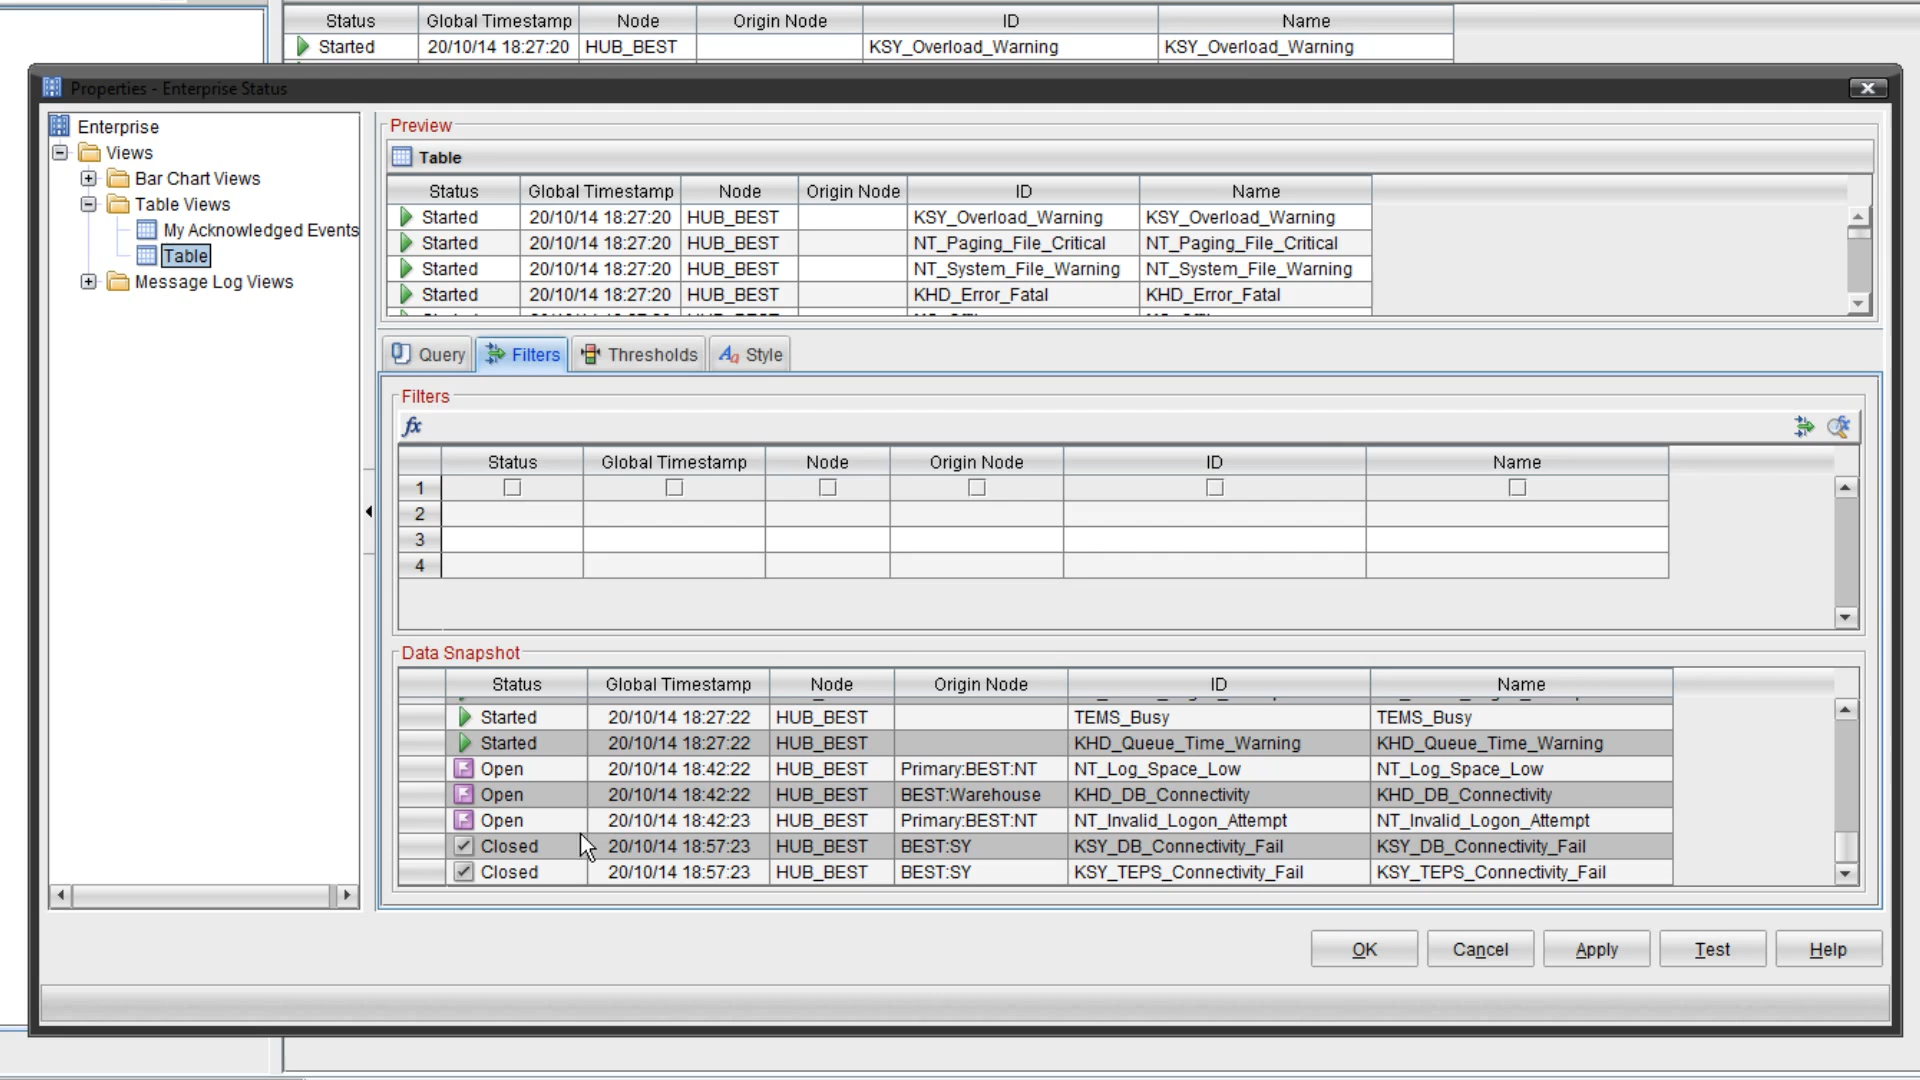 Status Global Timestamp Node Origin Node ID Name
Started 20/10/14 18:27:20 HUB_BEST KSY_Overload_Warning KSY_Overload_Warning
Properties - Enterprise Status
Enterprise
Views
Bar Chart Views
Table Views
My Acknowledged Events
Table
Message Log Views
Preview
Table
Status Global Timestamp Node Origin Node ID Name
Started 20/10/14 18:27:20 HUB_BEST KSY_Overload_Warning KSY_Overload_Warning
Started 20/10/14 18:27:20 HUB_BEST NT_Paging_File_Critical NT_Paging_File_Critical
Started 20/10/14 18:27:20 HUB_BEST NT_System_File_Warning NT_System_File_Warning
Started 20/10/14 18:27:20 HUB_BEST KHD_Error_Fatal KHD_Error_Fatal
Query Filters Thresholds Style
Filters
fx
Status Global Timestamp Node Origin Node ID Name
1
2
3
4
Data Snapshot
Status Global Timestamp Node Origin Node ID Name
Started 20/10/14 18:27:22 HUB_BEST TEMS_Busy TEMS_Busy
Started 20/10/14 18:27:22 HUB_BEST KHD_Queue_Time_Warning KHD_Queue_Time_Warning
Open 20/10/14 18:42:22 HUB_BEST Primary:BEST:NT NT_Log_Space_Low NT_Log_Space_Low
Open 20/10/14 18:42:22 HUB_BEST BEST:Warehouse KHD_DB_Connectivity KHD_DB_Connectivity
Open 20/10/14 18:42:23 HUB_BEST Primary:BEST:NT NT_Invalid_Logon_Attempt NT_Invalid_Logon_Attempt
Closed 20/10/14 18:57:23 HUB_BEST BEST:SY KSY_DB_Connectivity_Fail KSY_DB_Connectivity_Fail
Closed 20/10/14 18:57:23 HUB_BEST BEST:SY KSY_TEPS_Connectivity_Fail KSY_TEPS_Connectivity_Fail
OK Cancel Apply Test Help